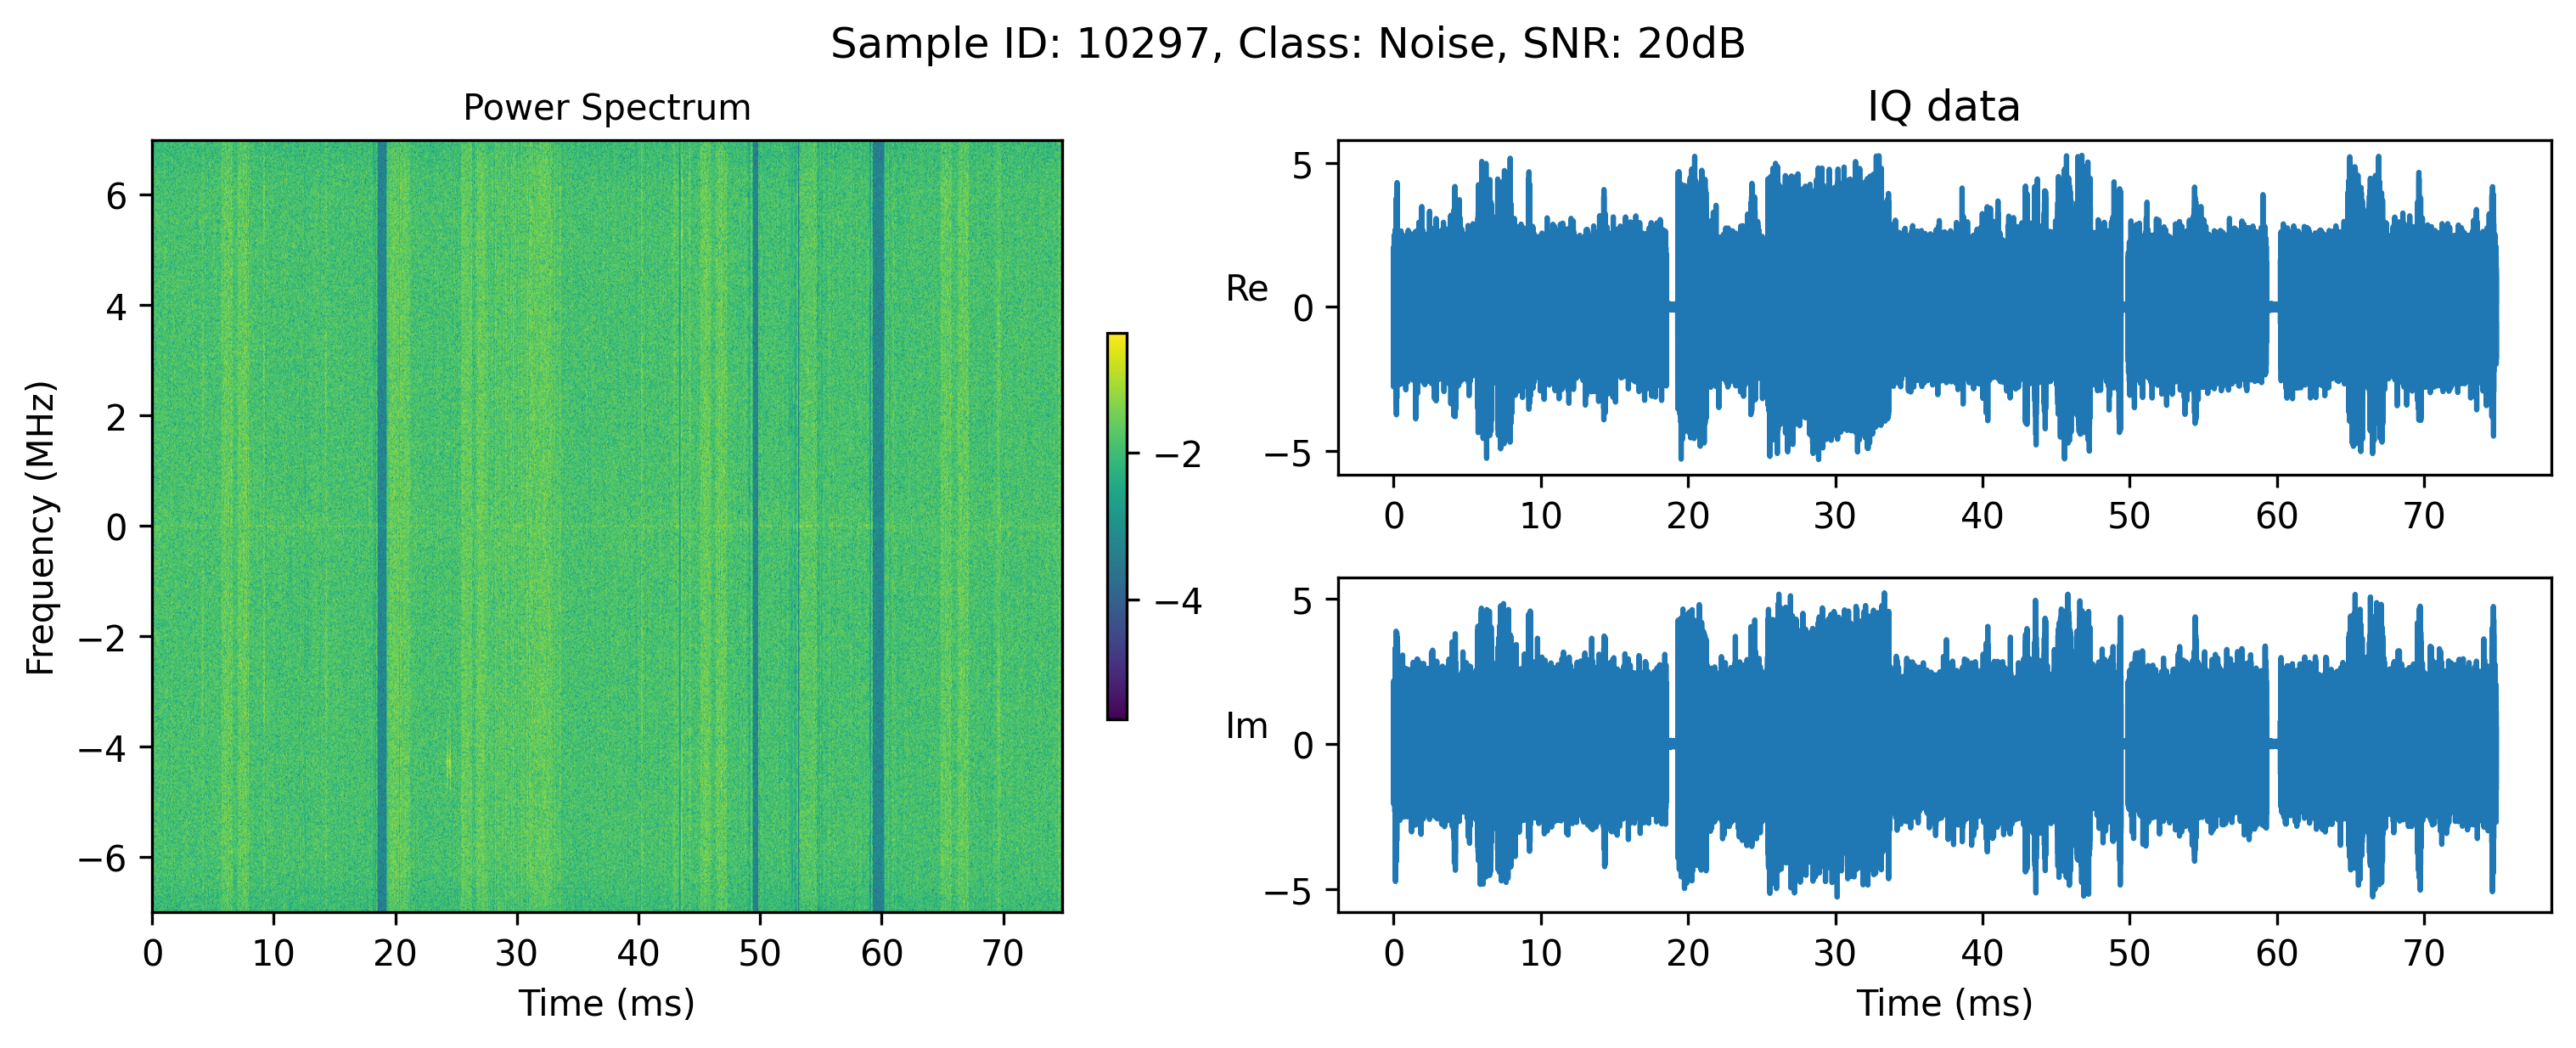 Sample ID: 10297, Class: Noise, SNR: 20dB
Power Spectrum
Frequency (MHz)
6
4
2
0
−2
−4
−6
0 10 20 30 40 50 60 70
Time (ms)
−2
−4
IQ data
Re
5
0
−5
0 10 20 30 40 50 60 70
Im
5
0
−5
0 10 20 30 40 50 60 70
Time (ms)